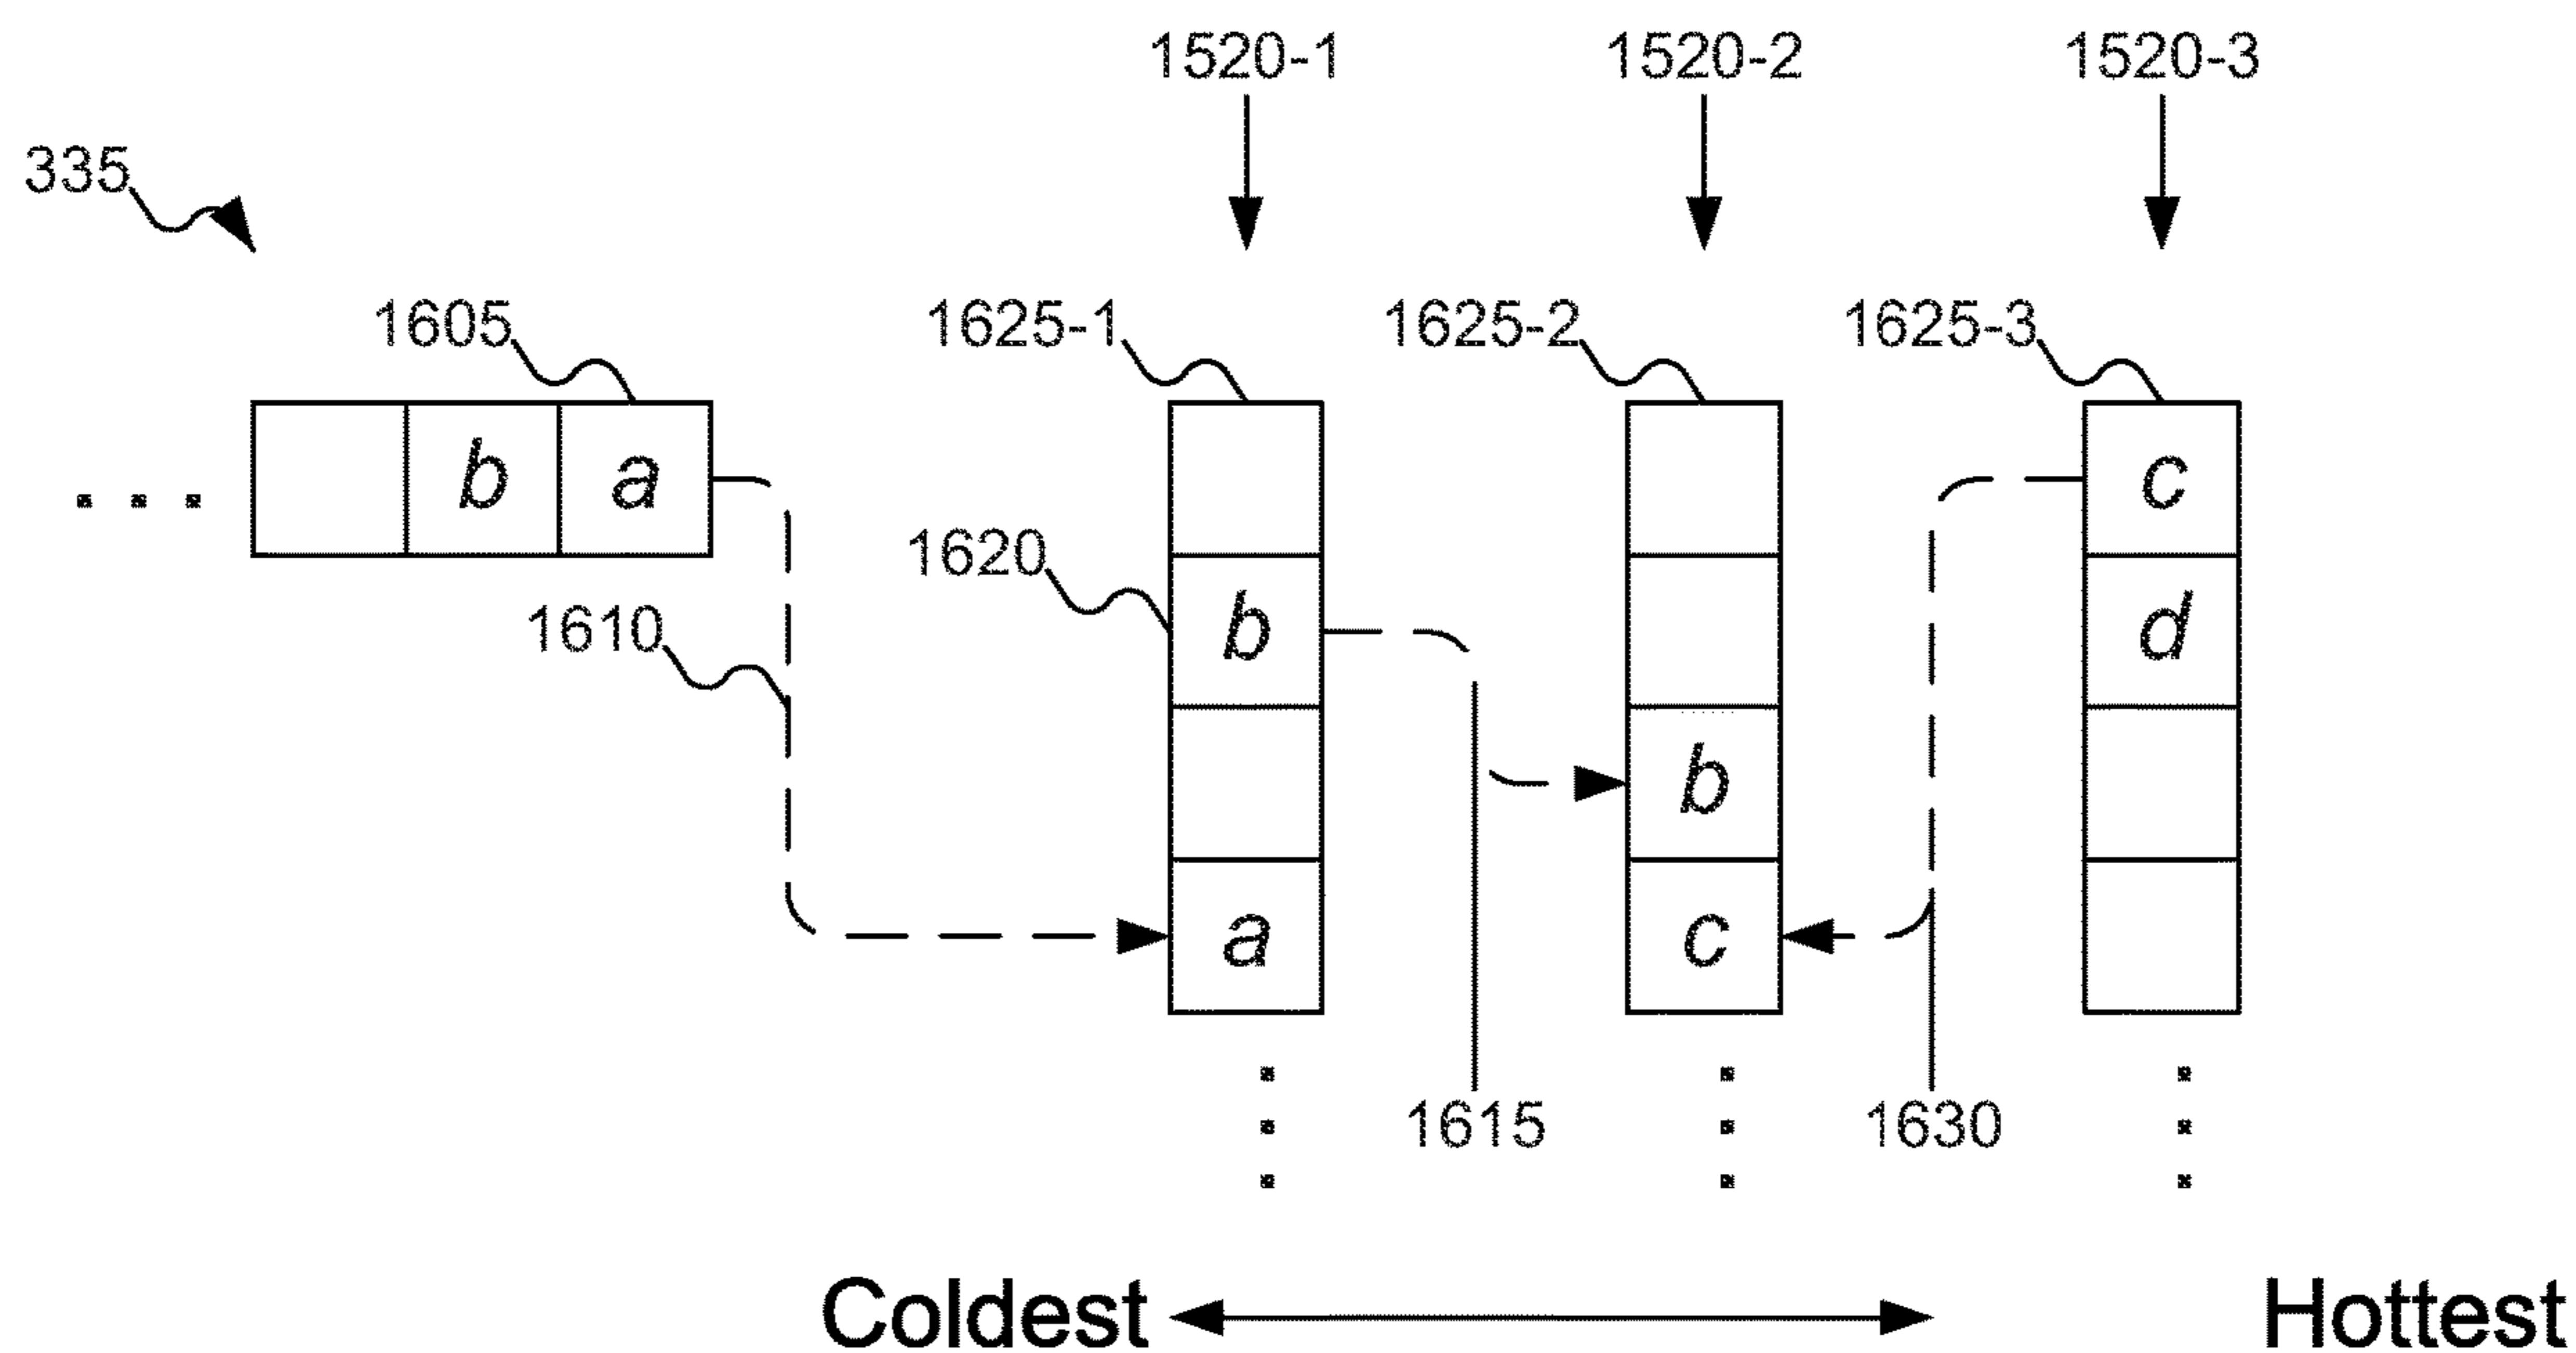 1520-1 1520-2 1520-3
335
1605 1625-1 1625-2 1625-3
b a c
1620
1610 b d
b
a c
1615 1630
Coldest Hottest